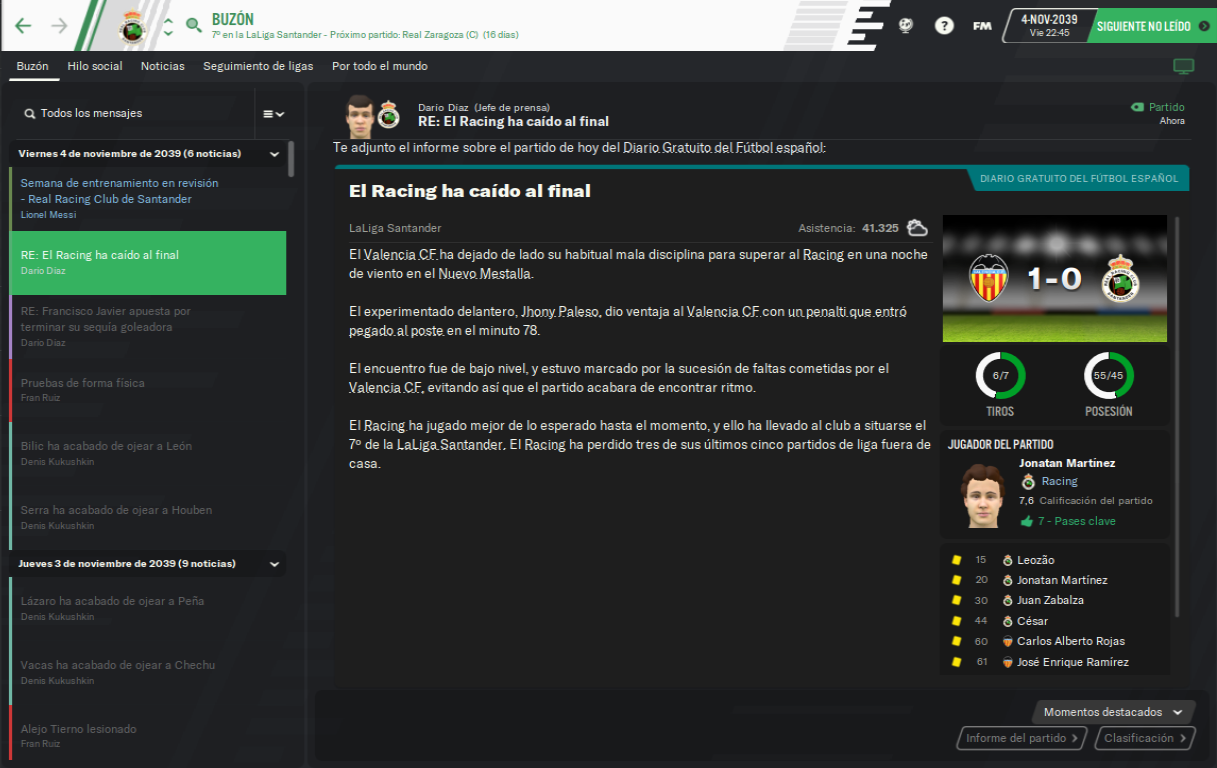 BUZÓN
7º en la LaLiga Santander - Próximo partido: Real Zaragoza (C) (16 días)
?
FM
4-NOV-2039
Vie 22:45
SIGUIENTE NO LEÍDO
Buzón
Hilo social
Noticias
Seguimiento de ligas
Por todo el mundo
Todos los mensajes
Viernes 4 de noviembre de 2039 (6 noticias)
Semana de entrenamiento en revisión
- Real Racing Club de Santander
Lionel Messi
RE: El Racing ha caído al final
Darío Díaz
RE: Francisco Javier apuesta por
terminar su sequía goleadora
Darío Díaz
Pruebas de forma física
Fran Ruiz
Bilic ha acabado de ojear a León
Denis Kukushkin
Serra ha acabado de ojear a Houben
Denis Kukushkin
Jueves 3 de noviembre de 2039 (9 noticias)
Lázaro ha acabado de ojear a Peña
Denis Kukushkin
Vacas ha acabado de ojear a Chechu
Denis Kukushkin
Alejo Tierno lesionado
Fran Ruiz
Darío Díaz (Jefe de prensa)
RE: El Racing ha caído al final
Partido
Ahora
Te adjunto el informe sobre el partido de hoy del Diario Gratuito del Fútbol español:
DIARIO GRATUITO DEL FÚTBOL ESPAÑOL
El Racing ha caído al final
LaLiga Santander
Asistencia: 41.325
El Valencia CF ha dejado de lado su habitual mala disciplina para superar al Racing en una noche
de viento en el Nuevo Mestalla.
El experimentado delantero, Jhony Paleso, dio ventaja al Valencia CF con un penalti que entró
pegado al poste en el minuto 78.
El encuentro fue de bajo nivel, y estuvo marcado por la sucesión de faltas cometidas por el
Valencia CF, evitando así que el partido acabara de encontrar ritmo.
El Racing ha jugado mejor de lo esperado hasta el momento, y ello ha llevado al club a situarse el
7º de la LaLiga Santander. El Racing ha perdido tres de sus últimos cinco partidos de liga fuera de
casa.
1-0
6/7
TIROS
55/45
POSESIÓN
JUGADOR DEL PARTIDO
Jonatan Martínez
Racing
7,6 Calificación del partido
7 - Pases clave
15 Leozão
20 Jonatan Martínez
30 Juan Zabalza
44 César
60 Carlos Alberto Rojas
61 José Enrique Ramírez
Momentos destacados
Informe del partido
Clasificación